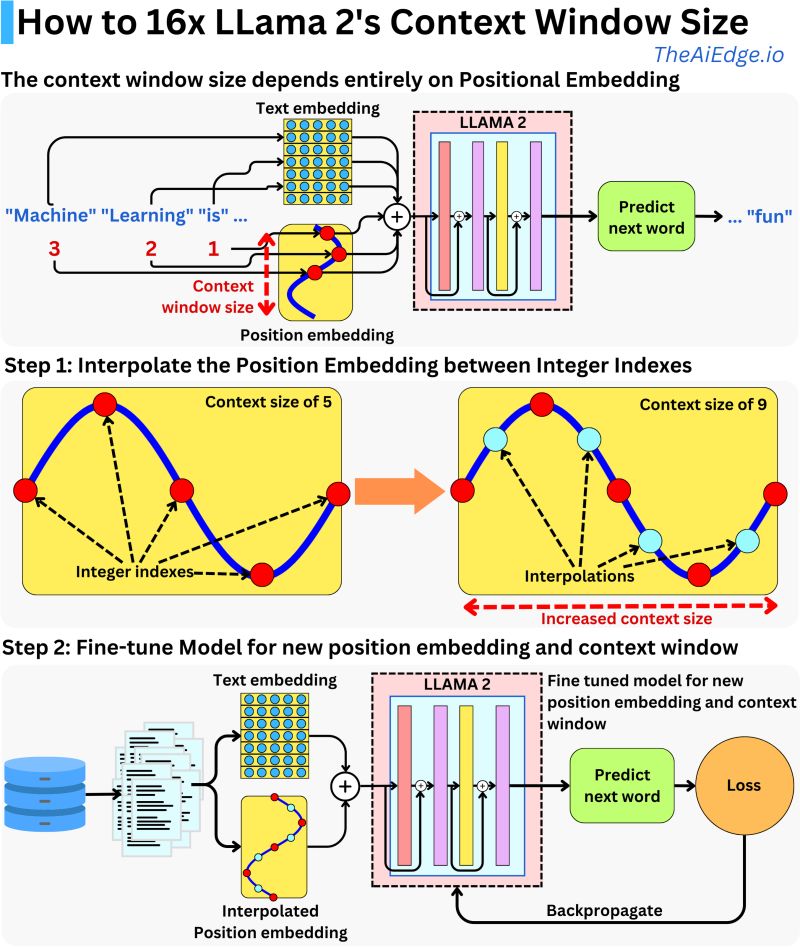 How to 16x LLama 2's Context Window Size
TheAiEdge.io
The context window size depends entirely on Positional Embedding
Text embedding
LLAMA 2
"Machine" "Learning" "is" ...
3 2 1
+
Predict
next word
... "fun"
Context
window size
Position embedding
Step 1: Interpolate the Position Embedding between Integer Indexes
Context size of 5
Integer indexes
Context size of 9
Interpolations
Increased context size
Step 2: Fine-tune Model for new position embedding and context window
Text embedding
LLAMA 2
Fine tuned model for new
position embedding and context
window
+
Predict
next word
Loss
Interpolated
Position embedding
Backpropagate